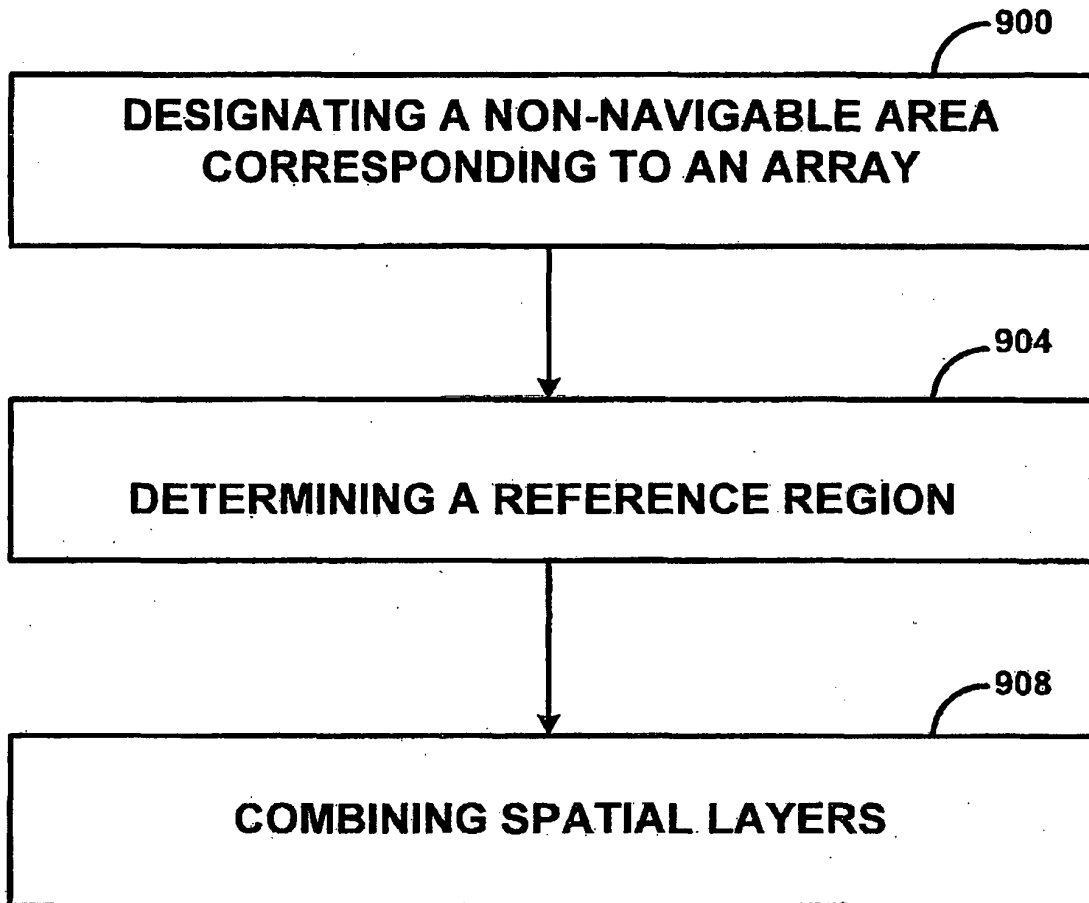 900
DESIGNATING A NON-NAVIGABLE AREA
CORRESPONDING TO AN ARRAY
904
DETERMINING A REFERENCE REGION
908
COMBINING SPATIAL LAYERS